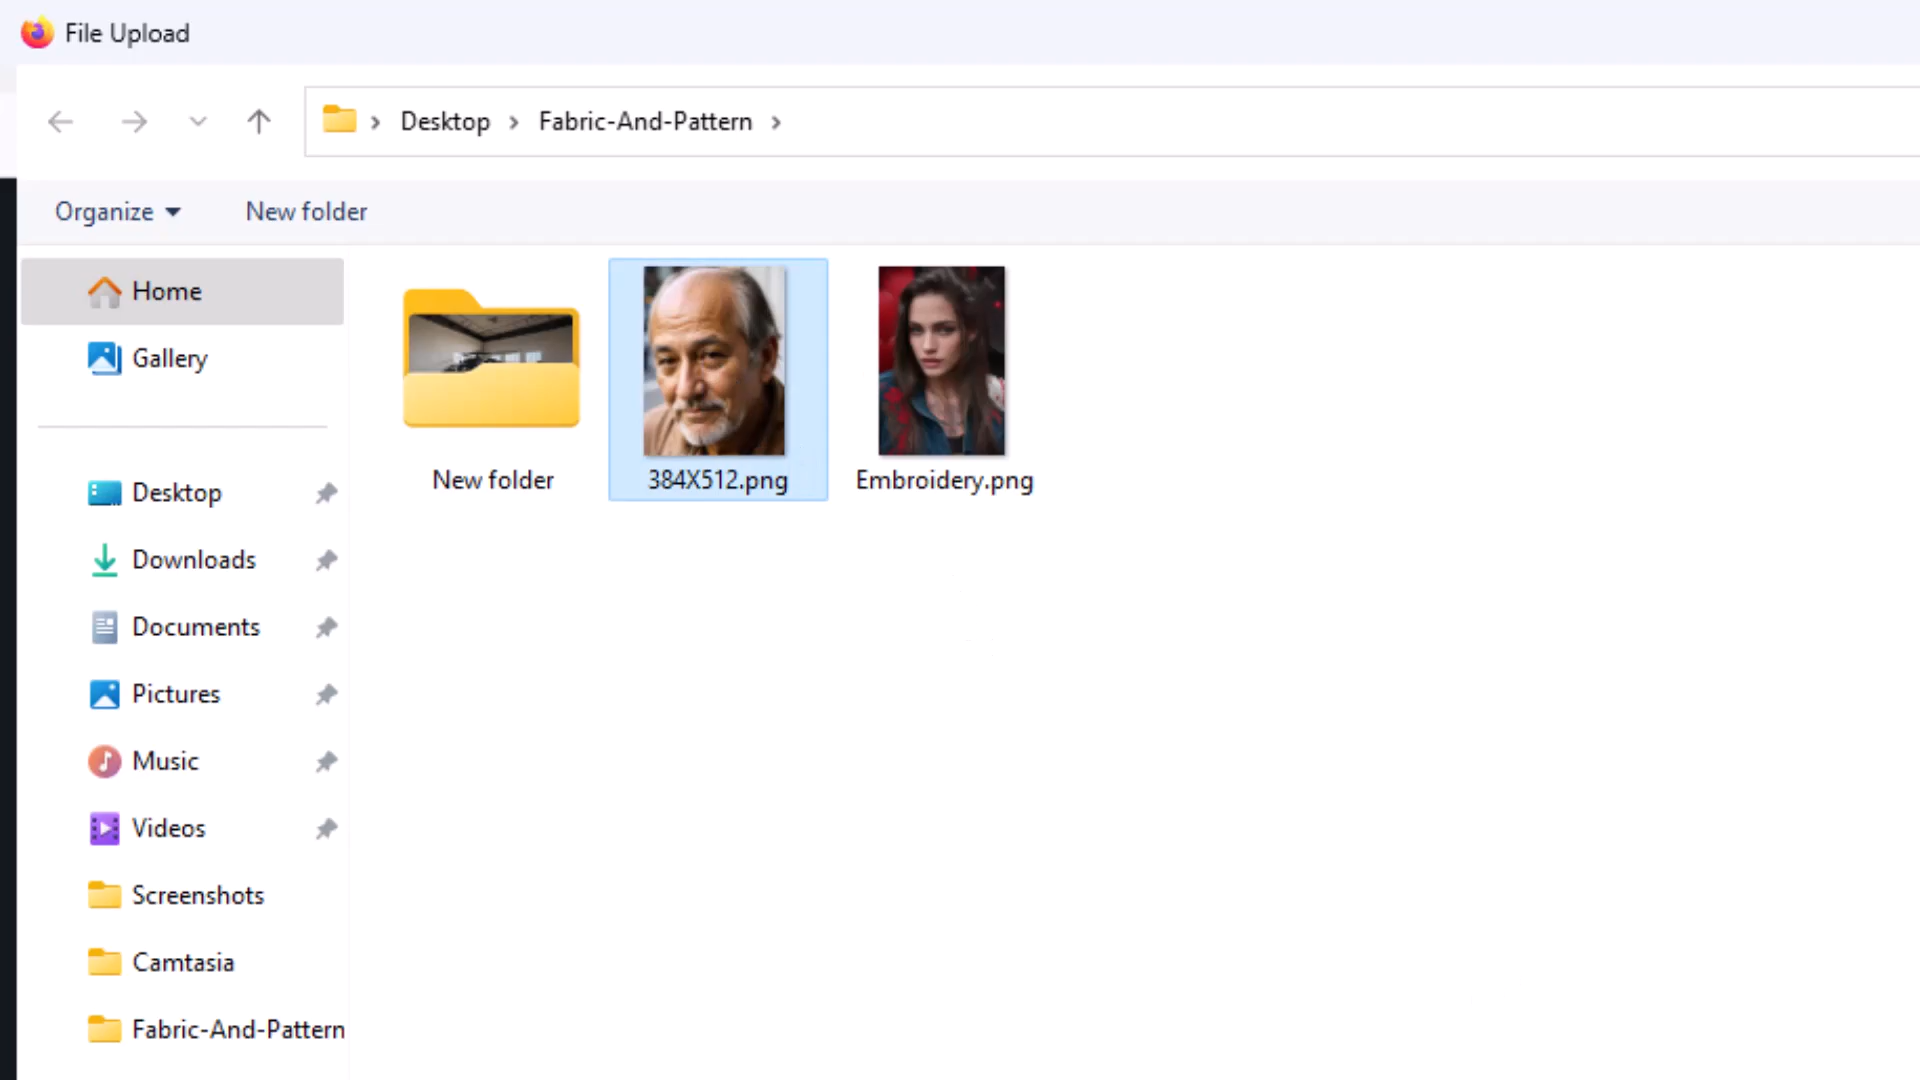 File Upload
Desktop
Fabric-And-Pattern
Organize
New folder
Home
Gallery
Desktop
Downloads
Documents
Pictures
Music
Videos
Screenshots
Camtasia
Fabric-And-Pattern
New folder
384X512.png
Embroidery.png